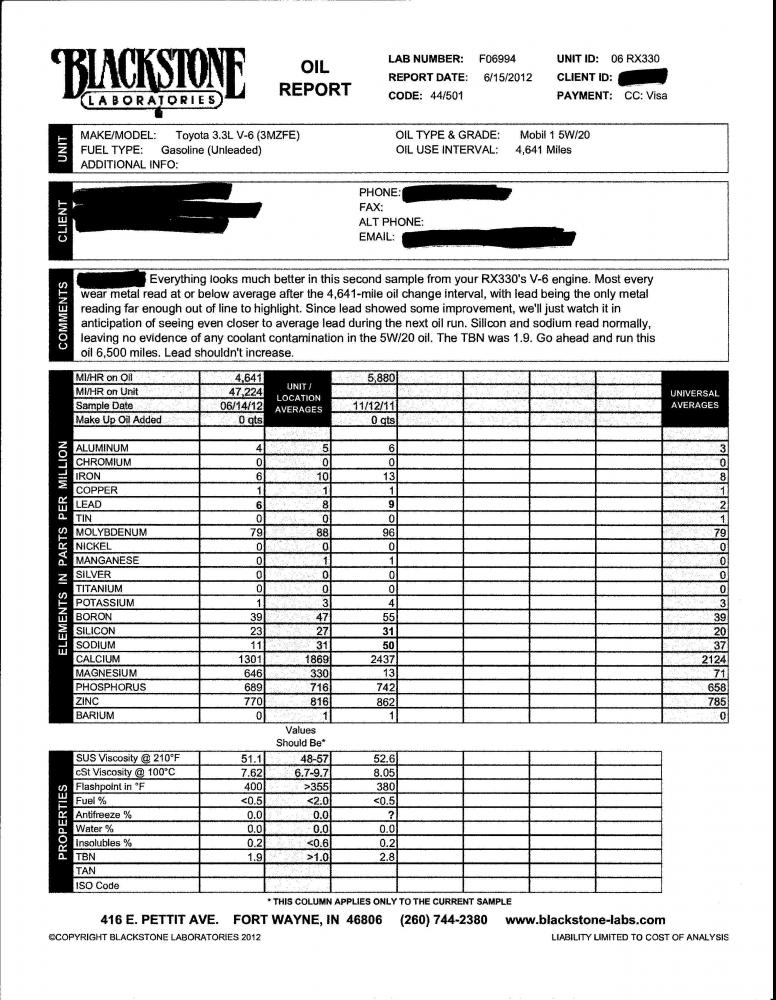 BLACKSTONE
LABORATORIES
OIL
REPORT
LAB NUMBER: F06994
REPORT DATE: 6/15/2012
CODE: 44/501
UNIT ID: 06 RX330
CLIENT ID:
PAYMENT: CC: Visa
UNIT
MAKE/MODEL: Toyota 3.3L V-6 (3MZFE)
FUEL TYPE: Gasoline (Unleaded)
ADDITIONAL INFO:
OIL TYPE & GRADE: Mobil 1 5W/20
OIL USE INTERVAL: 4,641 Miles
CLIENT
PHONE:
FAX:
ALT PHONE:
EMAIL:
COMMENTS
Everything looks much better in this second sample from your RX330's V-6 engine. Most every
wear metal read at or below average after the 4,641-mile oil change interval, with lead being the only metal
reading far enough out of line to highlight. Since lead showed some improvement, we'll just watch it in
anticipation of seeing even closer to average lead during the next oil run. Silicon and sodium read normally,
leaving no evidence of any coolant contamination in the 5W/20 oil. The TBN was 1.9. Go ahead and run this
oil 6,500 miles. Lead shouldn't increase.
MI/HR on Oil 4,641 5,880
MI/HR on Unit 47,224
Sample Date 06/14/12 11/12/11
Make Up Oil Added 0 qts 0 qts
UNIT /
LOCATION
AVERAGES
UNIVERSAL
AVERAGES
ELEMENTS IN PARTS PER MILLION
ALUMINUM 4 5 6 3
CHROMIUM 0 0 0 0
IRON 6 10 13 8
COPPER 1 1 1 1
LEAD 6 8 9 2
TIN 0 0 0 1
MOLYBDENUM 79 88 96 79
NICKEL 0 0 0 0
MANGANESE 0 1 1 0
SILVER 0 0 0 0
TITANIUM 0 0 0 0
POTASSIUM 1 3 4 3
BORON 39 47 55 39
SILICON 23 27 31 20
SODIUM 11 31 50 37
CALCIUM 1301 1869 2437 2124
MAGNESIUM 646 330 13 71
PHOSPHORUS 689 716 742 658
ZINC 770 816 862 785
BARIUM 0 1 1 0
Values
Should Be*
PROPERTIES
SUS Viscosity @ 210°F 51.1 48-57 52.6
cSt Viscosity @ 100°C 7.62 6.7-9.7 8.05
Flashpoint in °F 400 >355 380
Fuel % <0.5 <2.0 <0.5
Antifreeze % 0.0 0.0 ?
Water % 0.0 0.0 0.0
Insolubles % 0.2 <0.6 0.2
TBN 1.9 >1.0 2.8
TAN
ISO Code
* THIS COLUMN APPLIES ONLY TO THE CURRENT SAMPLE
416 E. PETTIT AVE. FORT WAYNE, IN 46806 (260) 744-2380 www.blackstone-labs.com
©COPYRIGHT BLACKSTONE LABORATORIES 2012
LIABILITY LIMITED TO COST OF ANALYSIS